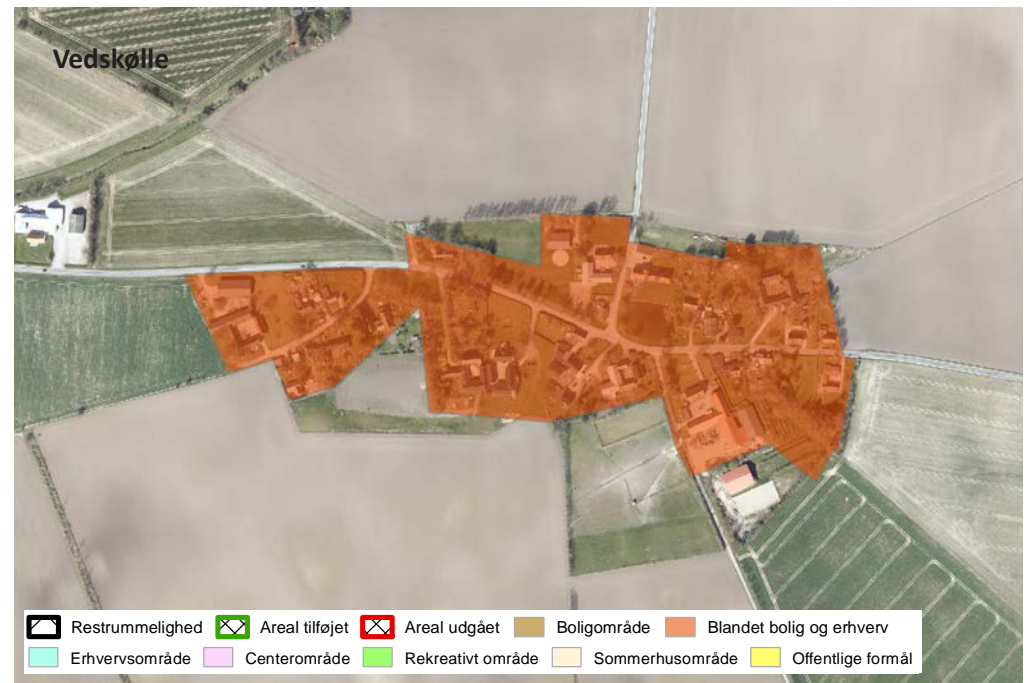 Vedskølle
Restrummelighed Areal tilføjet Areal udgået Boligområde Blandet bolig og erhverv
Erhvervsområde Centerområde Rekreativt område Sommerhusområde Offentlige formål